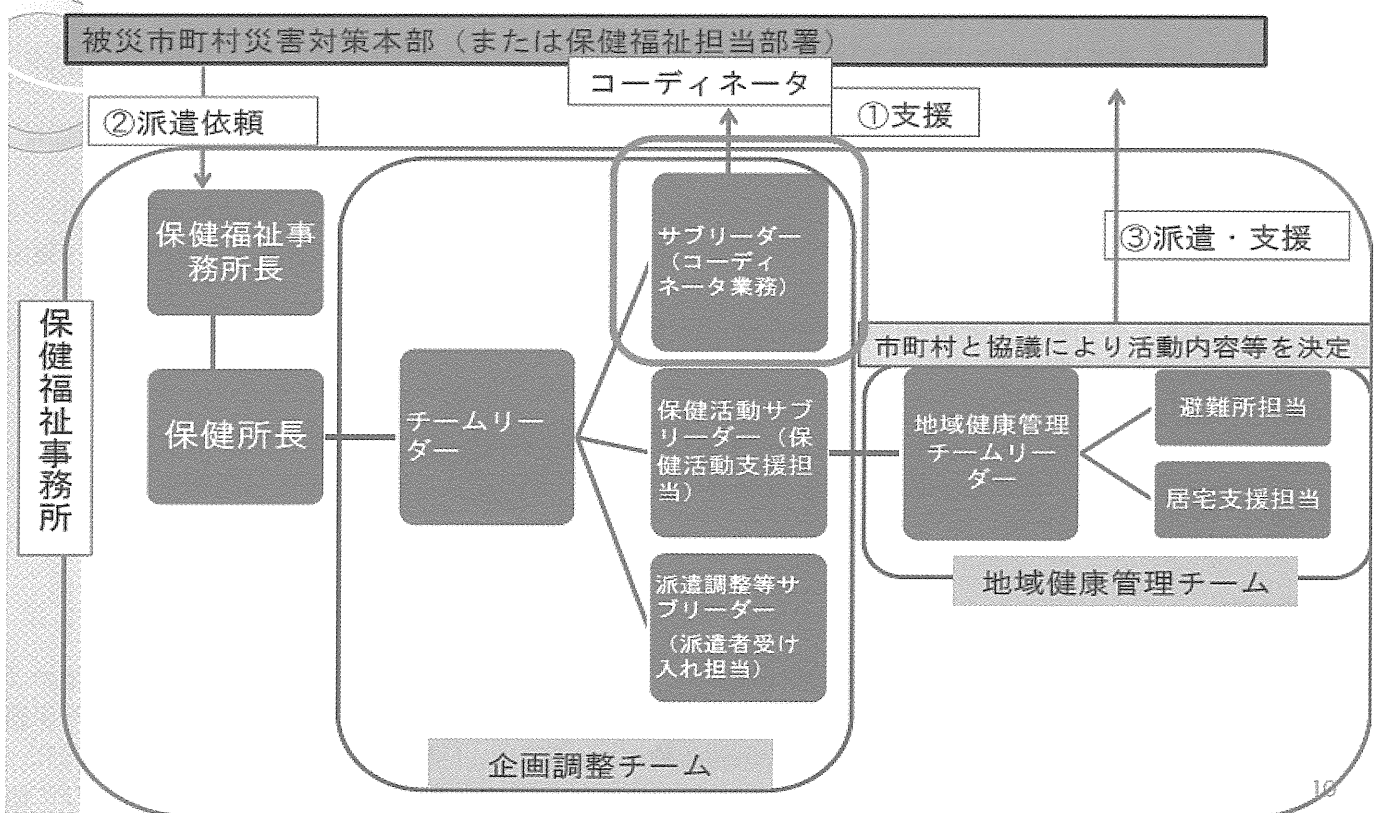 被災市町村災害対策本部（または保健福祉担当部署）
コーディネータ
①支援
②派遣依頼
保健福祉事
務所長
サブリーダー
（コーディ
ネータ業務）
③派遣・支援
保健福祉事務所
市町村と協議により活動内容等を決定
保健所長
チームリー
ダー
保健活動サブ
リーダー（保
健活動支援担
当）
地域健康管理
チームリー
ダー
避難所担当
居宅支援担当
派遣調整等サ
ブリーダー
（派遣者受け
入れ担当）
地域健康管理チーム
企画調整チーム
10